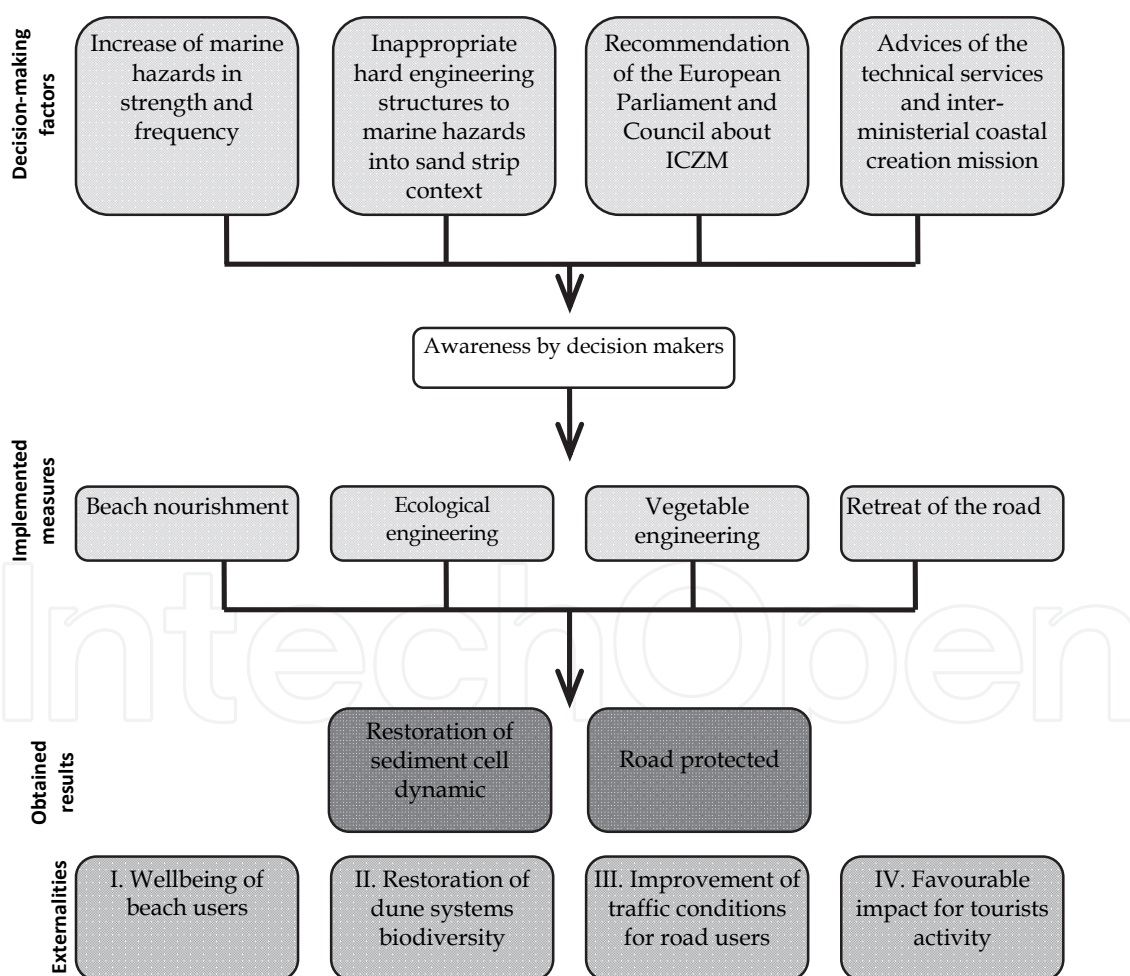 Decision-making
factors
Increase of marine
hazards in
strength and
frequency
Inappropriate
hard engineering
structures to
marine hazards
into sand strip
context
Recommendation
of the European
Parliament and
Council about
ICZM
Advices of the
technical services
and inter-
ministerial coastal
creation mission
Awareness by decision makers
Implemented
measures
Beach nourishment
Ecological
engineering
Vegetable
engineering
Retreat of the road
IntechOpen
Obtained
results
Restoration of
sediment cell
dynamic
Road protected
Externalities
I. Wellbeing of
beach users
II. Restoration of
dune systems
biodiversity
III. Improvement of
traffic conditions
for road users
IV. Favourable
impact for tourists
activity